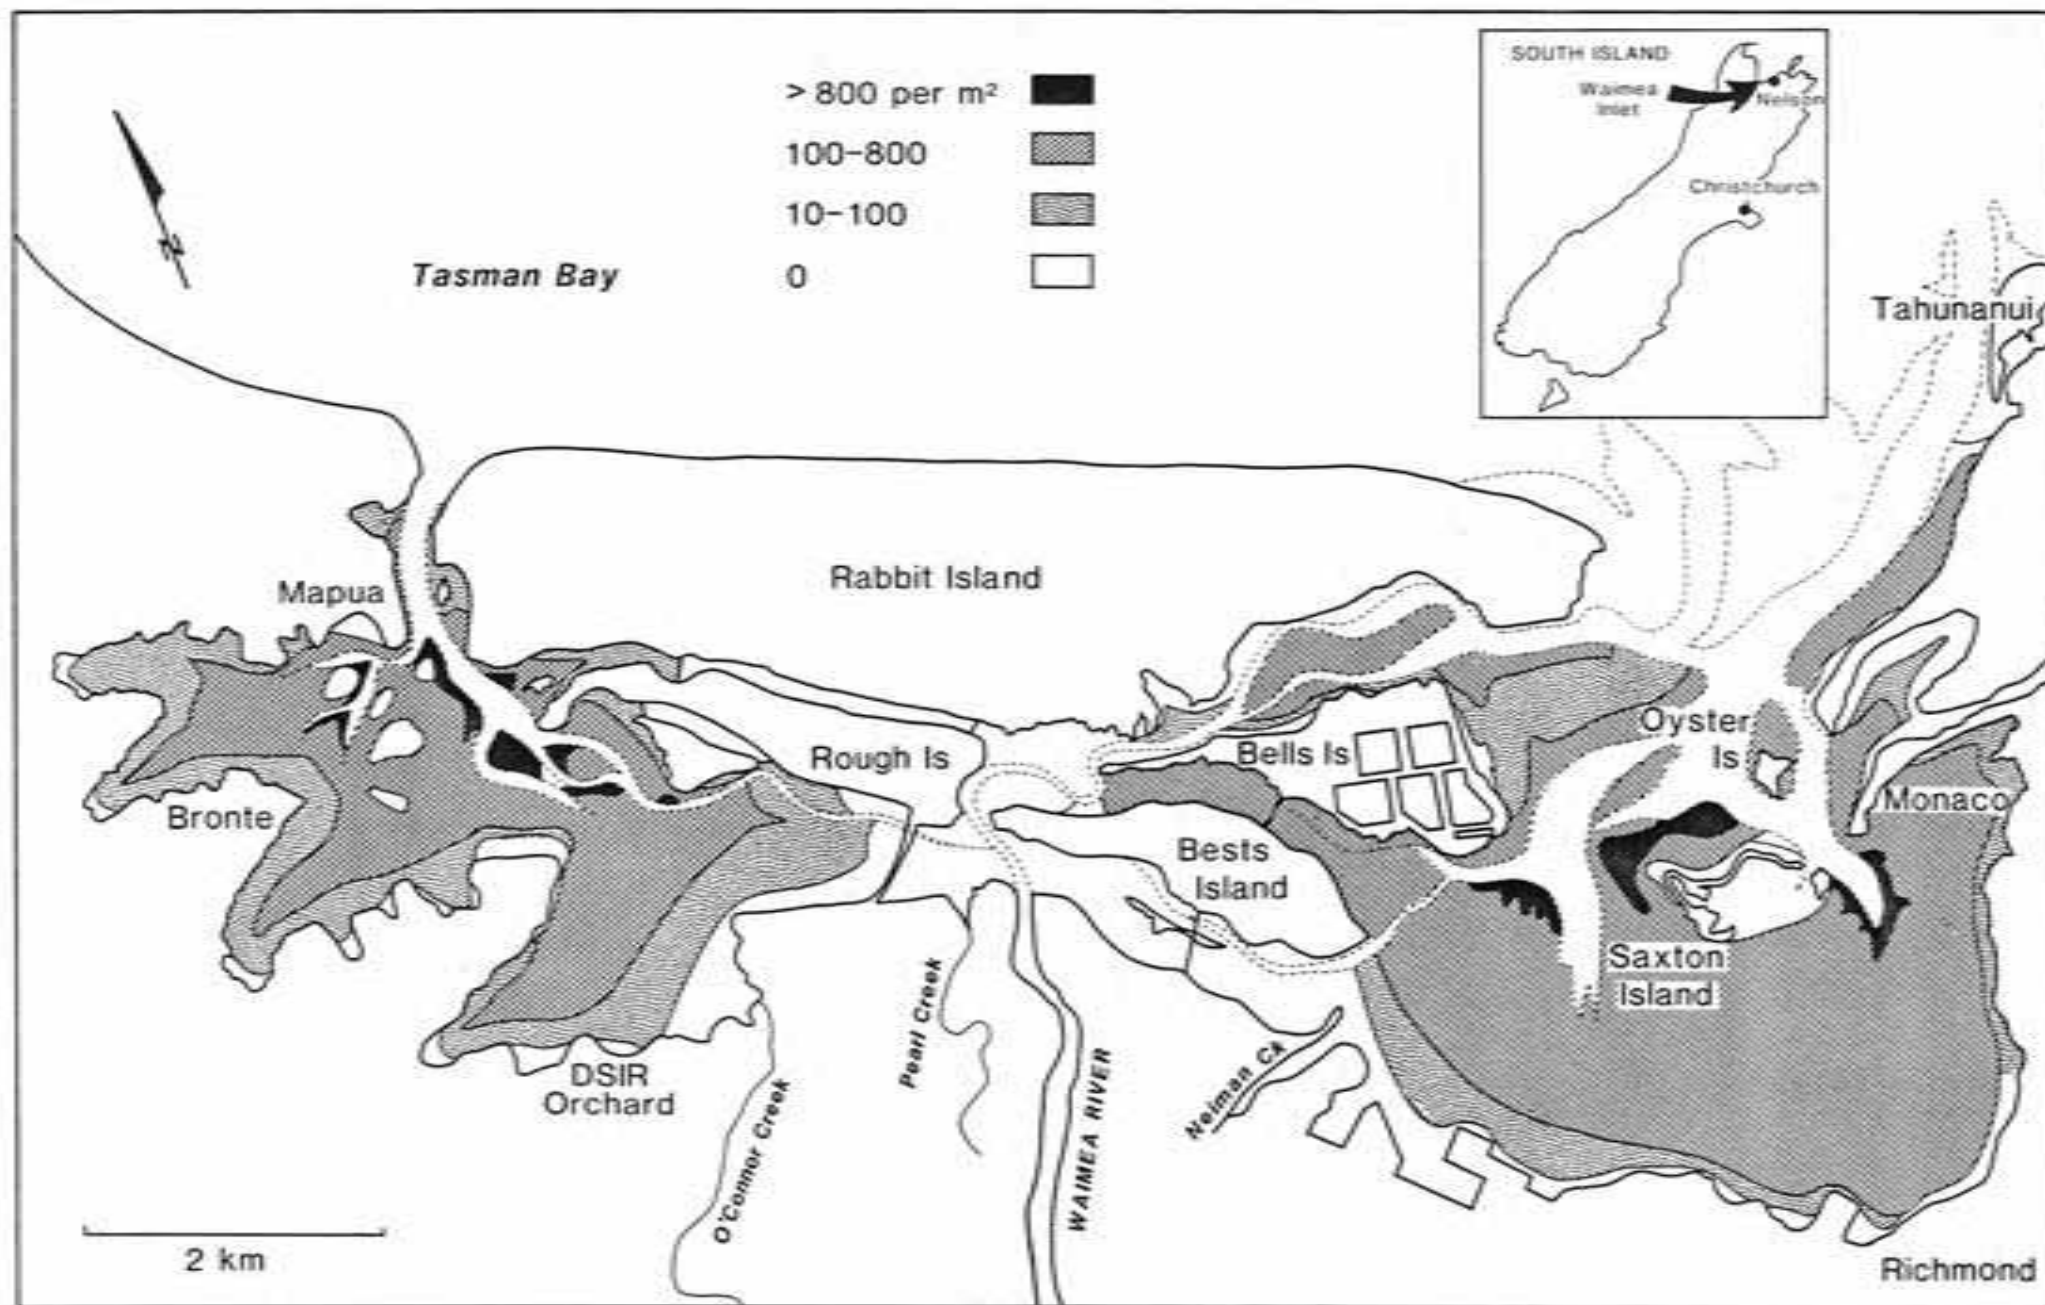 > 800 per m²
100-800
10-100
0
SOUTH ISLAND
Waimea
Inlet
Nelson
Christchurch
N
Tasman Bay
Tahunanui
Mapua
Rabbit Island
Rough Is
Bells Is
Oyster
Is
Monaco
Bronte
Bests
Island
Saxton
Island
DSIR
Orchard
O'Connor Creek
Pearl Creek
WAIMEA RIVER
Neiman Ck
2 km
Richmond